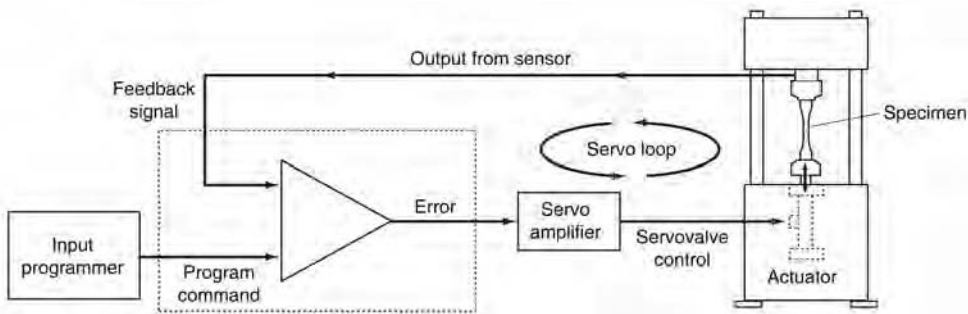 Output from sensor
Feedback
signal
Specimen
Servo loop
Error
Servo
amplifier
Input
programmer
Program
command
Servovalve
control
Actuator